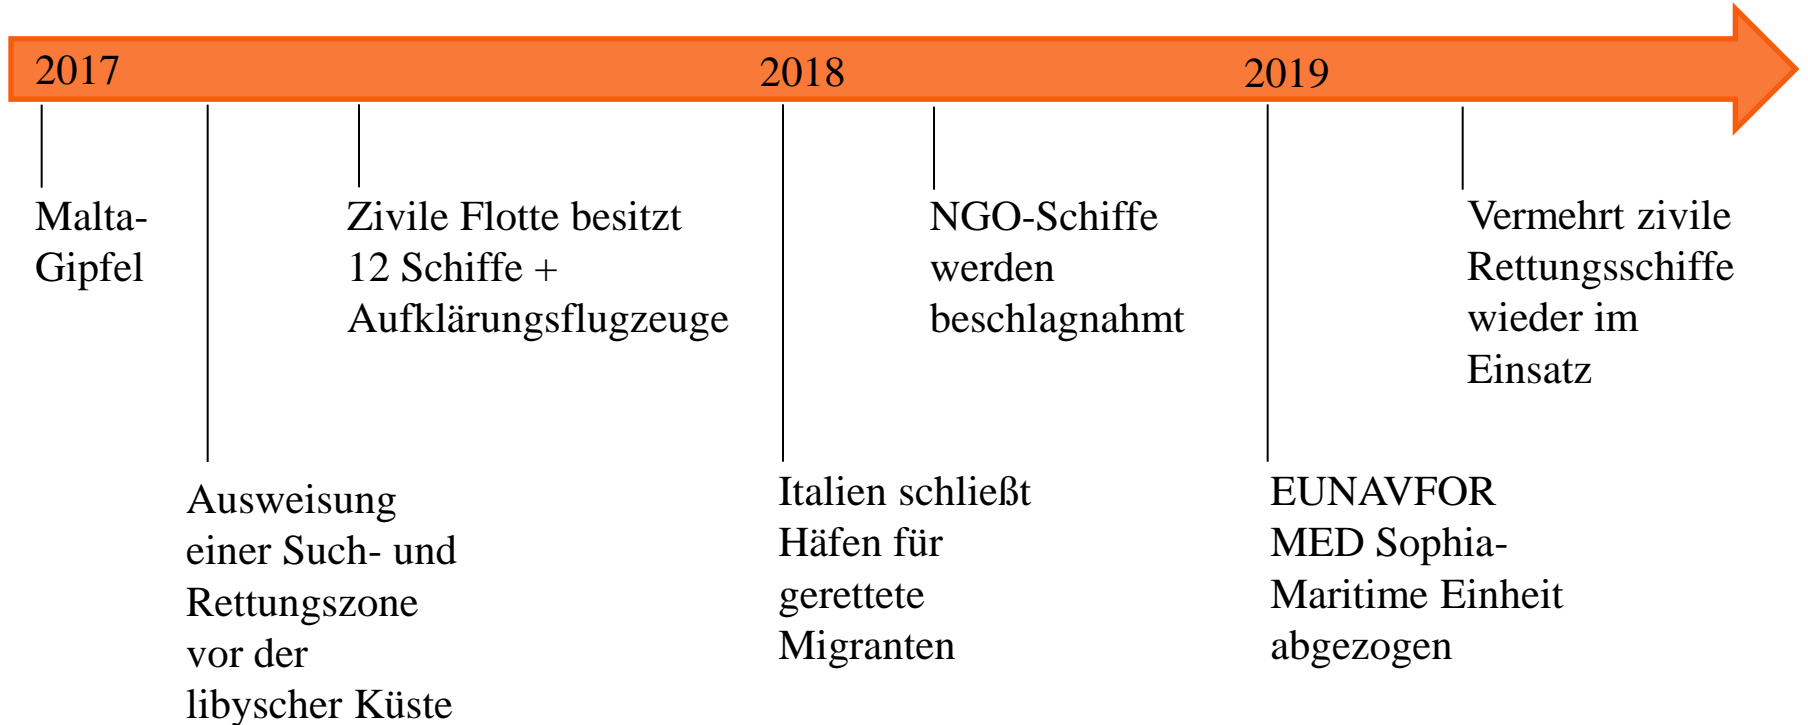 2017
2018
2019
Malta-
Gipfel
Zivile Flotte besitzt
12 Schiffe +
Aufklärungsflugzeuge
NGO-Schiffe
werden
beschlagnahmt
Vermehrt zivile
Rettungsschiffe
wieder im
Einsatz
Ausweisung
einer Such- und
Rettungszone
vor der
libyscher Küste
Italien schließt
Häfen für
gerettete
Migranten
EUNAVFOR
MED Sophia-
Maritime Einheit
abgezogen